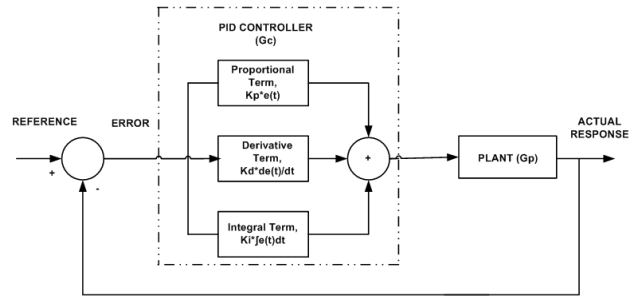 PID CONTROLLER
(Gc)
Proportional
Term,
Kp*e(t)
REFERENCE
ERROR
ACTUAL
RESPONSE
Derivative
Term,
Kd*de(t)/dt
+
PLANT (Gp)
+
-
Integral Term,
Ki*∫e(t)dt